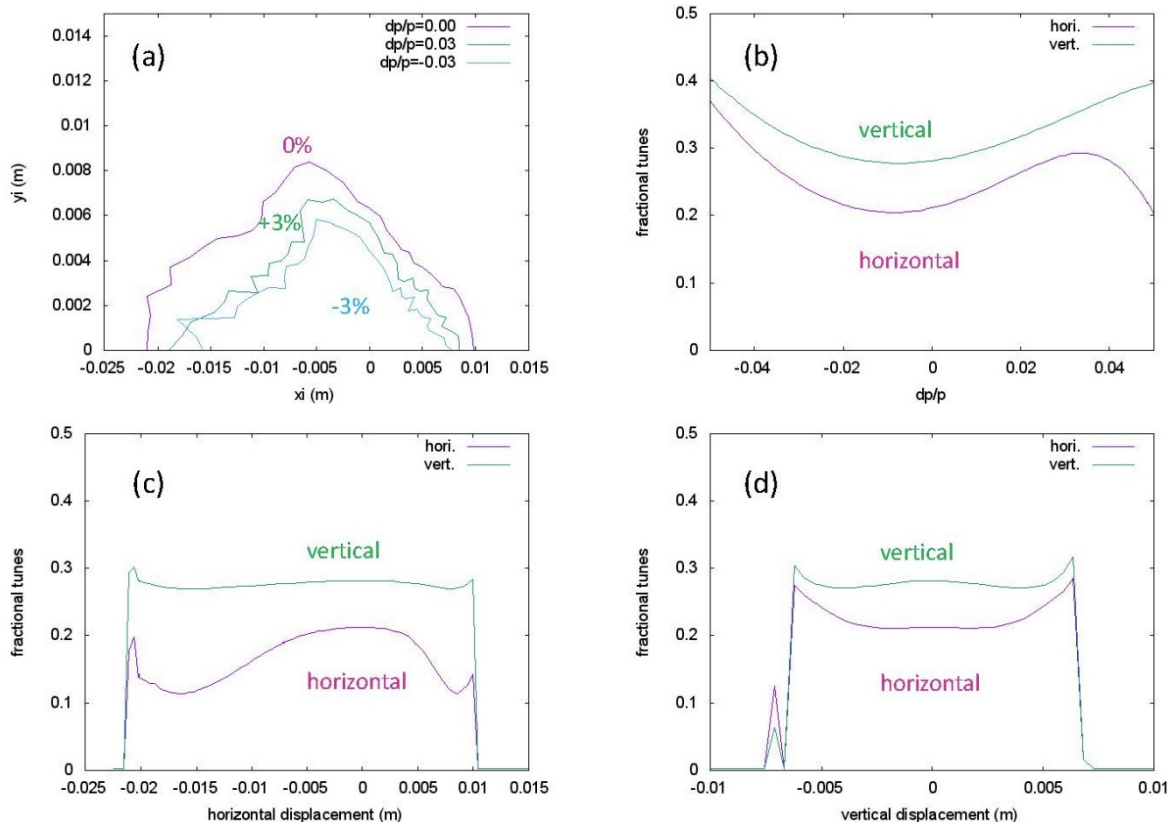 (a)
dp/p=0.00
dp/p=0.03
dp/p=-0.03
0%
+3%
-3%
0.014
0.012
0.01
0.008
0.006
0.004
0.002
0
yi (m)
-0.025 -0.02 -0.015 -0.01 -0.005 0 0.005 0.01 0.015
xi (m)
(b)
hori.
vert.
vertical
horizontal
0.5
0.4
0.3
0.2
0.1
0
fractional tunes
-0.04 -0.02 0 0.02 0.04
dp/p
(c)
hori.
vert.
vertical
horizontal
0.5
0.4
0.3
0.2
0.1
0
fractional tunes
-0.025 -0.02 -0.015 -0.01 -0.005 0 0.005 0.01 0.015
horizontal displacement (m)
(d)
hori.
vert.
vertical
horizontal
0.5
0.4
0.3
0.2
0.1
0
fractional tunes
-0.01 -0.005 0 0.005 0.01
vertical displacement (m)